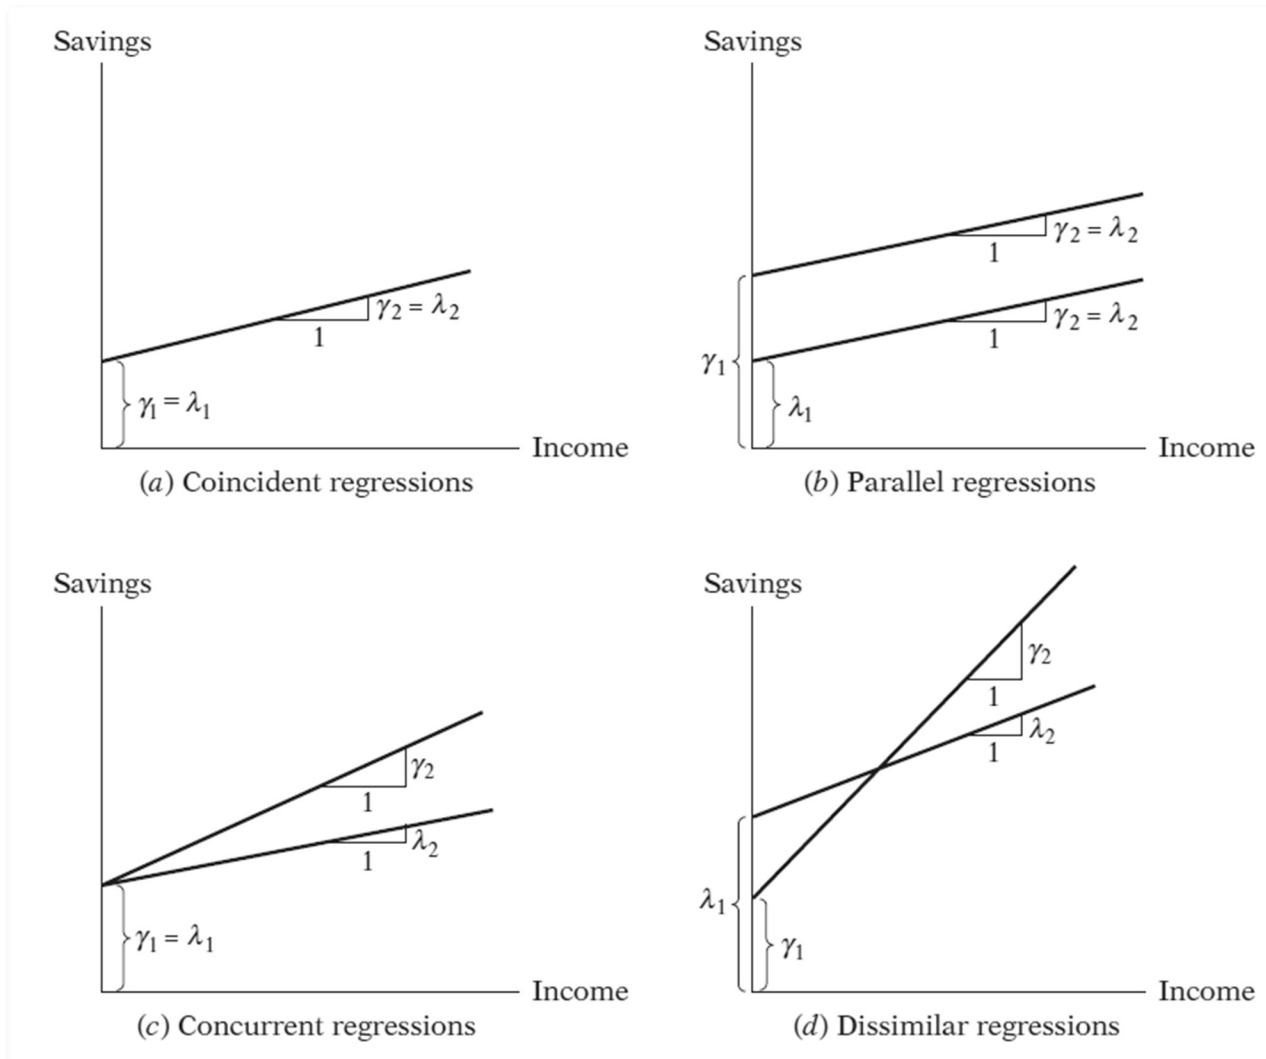 Savings
γ2 = λ2
1
γ1 = λ1
Income
(a) Coincident regressions
Savings
γ2 = λ2
1
γ2 = λ2
1
γ1
λ1
Income
(b) Parallel regressions
Savings
γ2
1
λ2
1
γ1 = λ1
Income
(c) Concurrent regressions
Savings
γ2
1
λ2
1
λ1
γ1
Income
(d) Dissimilar regressions